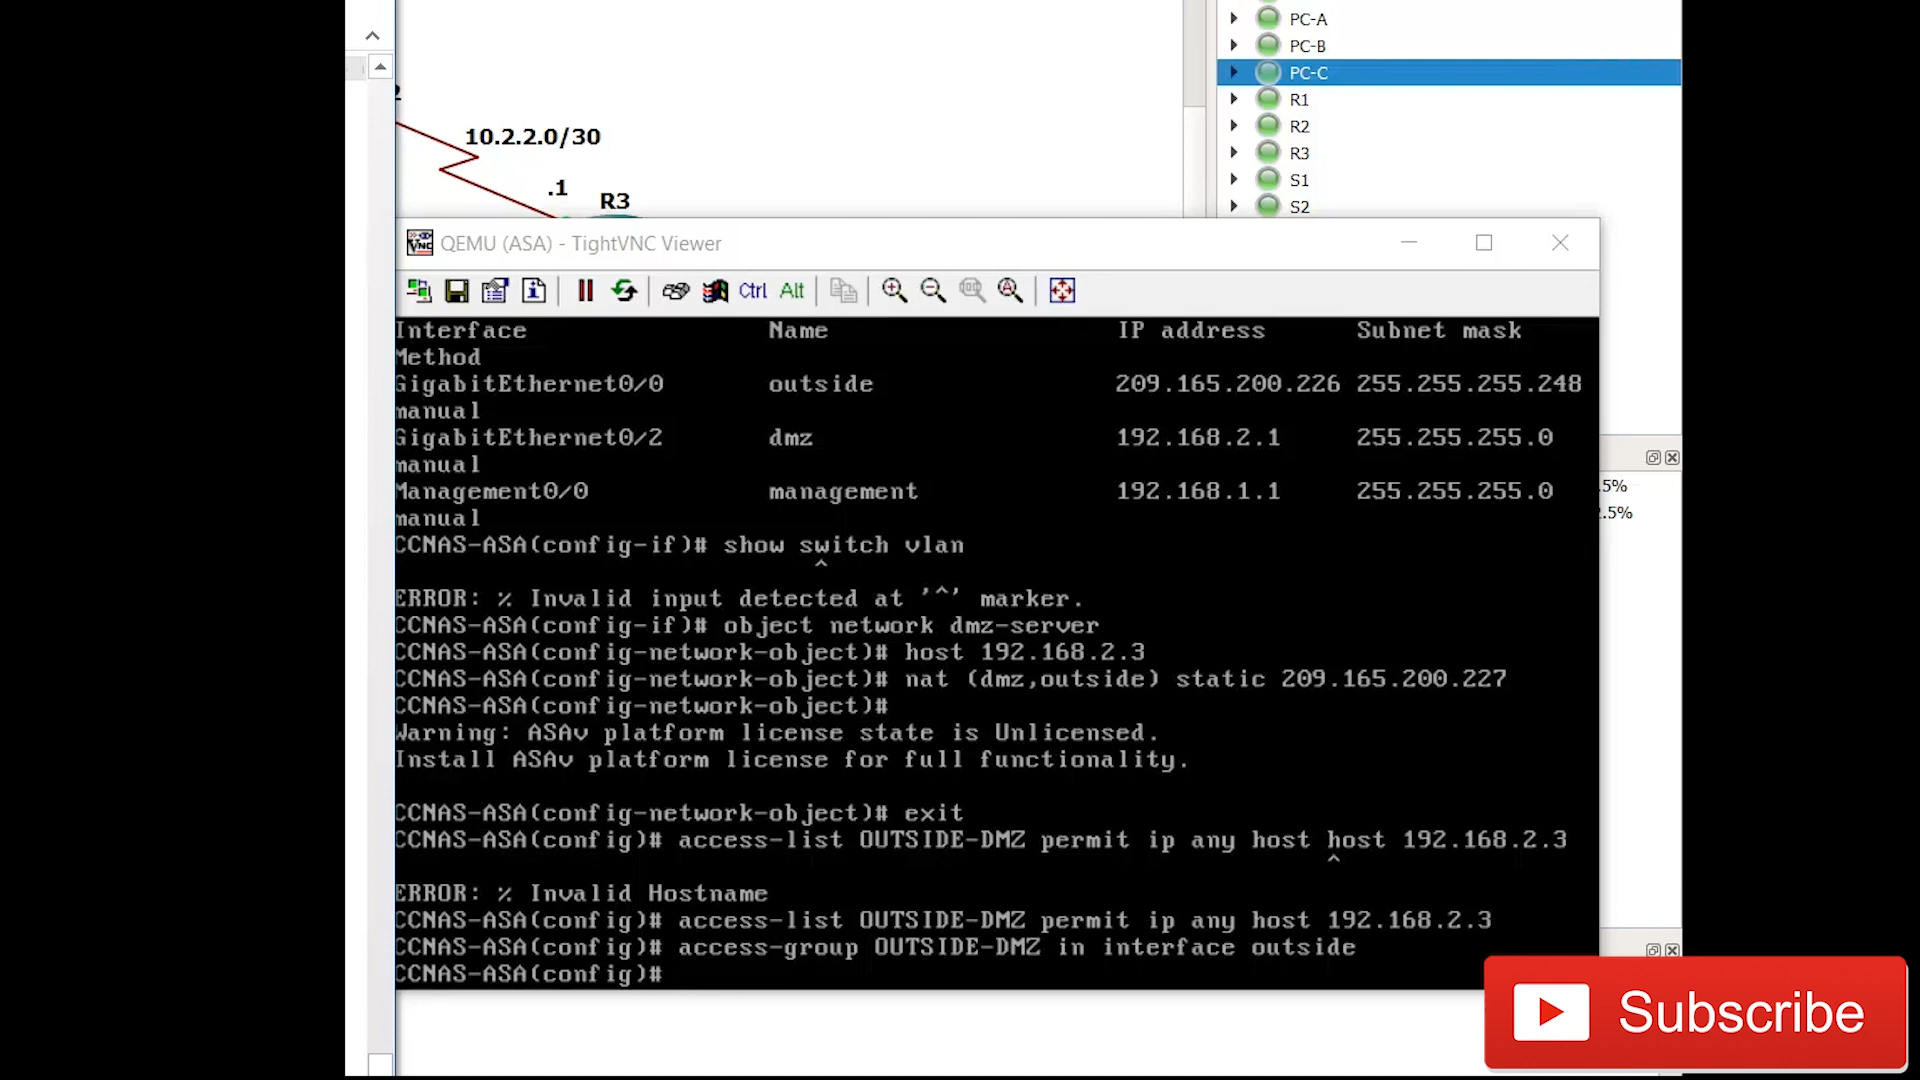 PC-A
PC-B
PC-C
10.2.2.0/30
R1
R2
R3
.1
R3
S1
S2
QEMU (ASA) - TightVNC Viewer
Ctrl Alt
Interface Name IP address Subnet mask
Method
GigabitEthernet0/0 outside 209.165.200.226 255.255.255.248
manual
GigabitEthernet0/2 dmz 192.168.2.1 255.255.255.0
manual
Management0/0 management 192.168.1.1 255.255.255.0
manual
.5%
2.5%
CCNAS-ASA(config-if)# show switch vlan
^
ERROR: % Invalid input detected at '^' marker.
CCNAS-ASA(config-if)# object network dmz-server
CCNAS-ASA(config-network-object)# host 192.168.2.3
CCNAS-ASA(config-network-object)# nat (dmz,outside) static 209.165.200.227
CCNAS-ASA(config-network-object)#
Warning: ASAv platform license state is Unlicensed.
Install ASAv platform license for full functionality.
CCNAS-ASA(config-network-object)# exit
CCNAS-ASA(config)# access-list OUTSIDE-DMZ permit ip any host host 192.168.2.3
^
ERROR: % Invalid Hostname
CCNAS-ASA(config)# access-list OUTSIDE-DMZ permit ip any host 192.168.2.3
CCNAS-ASA(config)# access-group OUTSIDE-DMZ in interface outside
CCNAS-ASA(config)#
Subscribe